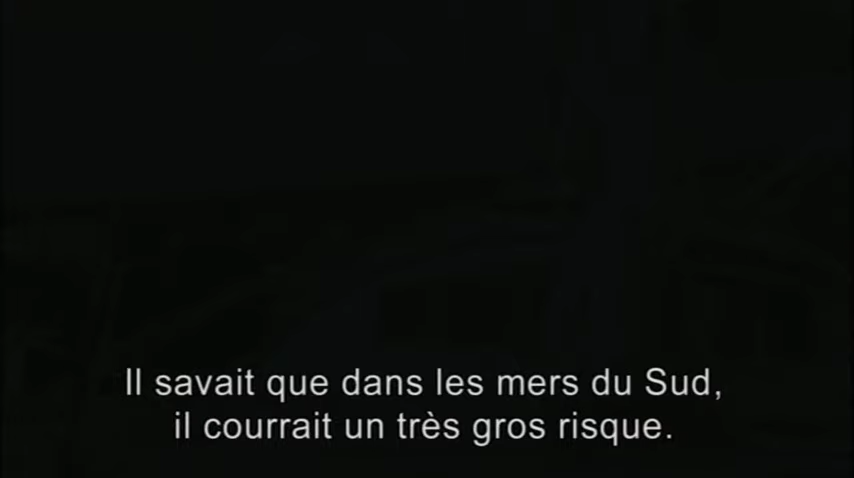 Il savait que dans les mers du Sud,
il courrait un très gros risque.